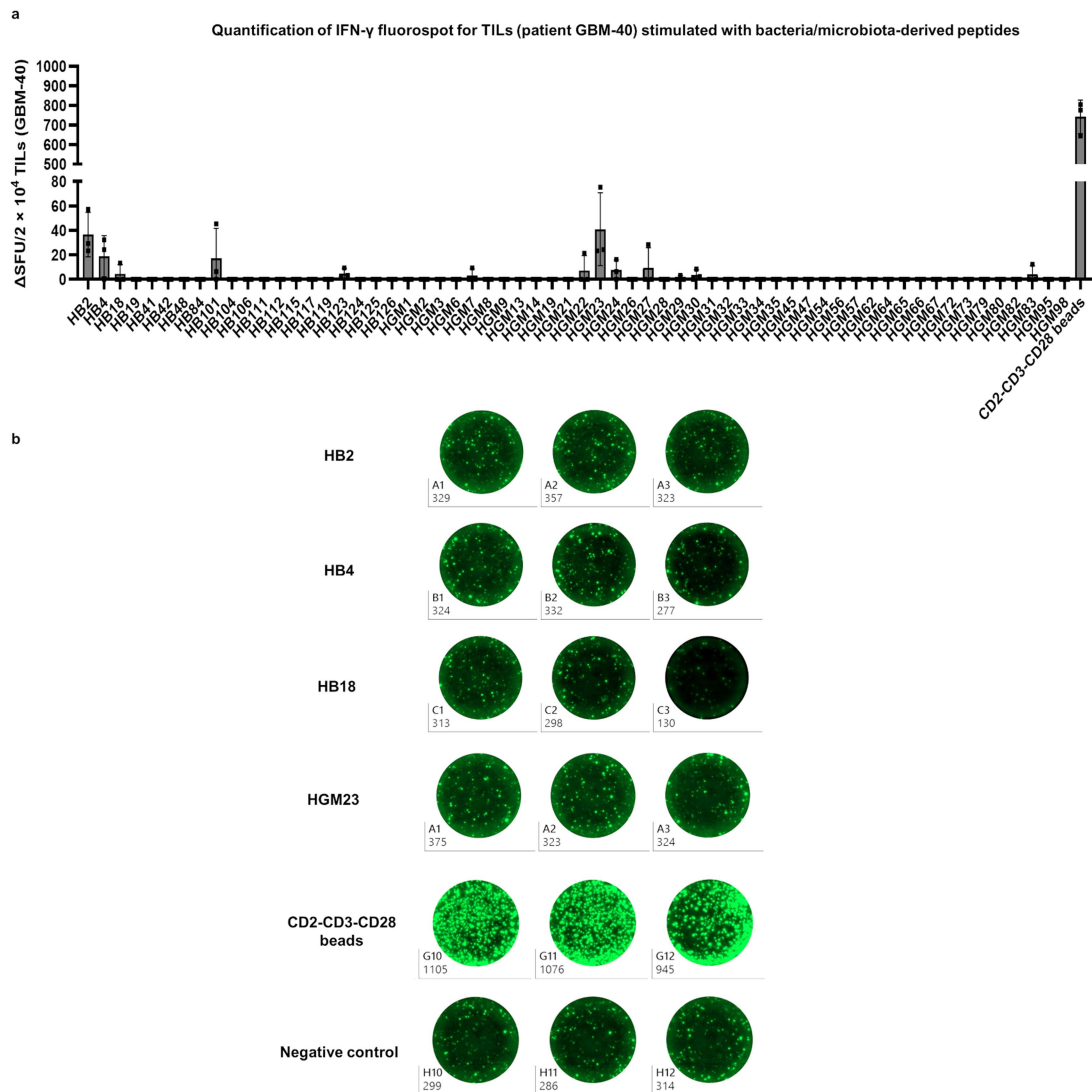 a
Quantification of IFN-γ fluorospot for TILs (patient GBM-40) stimulated with bacteria/microbiota-derived peptides
ΔSFU/2 × 10⁴ TILs (GBM-40)
1000
900
800
700
600
500
80
60
40
20
0
HB2
HB4
HB18
HB19
HB41
HB42
HB48
HB84
HB101
HB104
HB106
HB111
HB112
HB115
HB117
HB119
HB123
HB124
HB125
HB126
HGM1
HGM2
HGM3
HGM6
HGM7
HGM8
HGM9
HGM13
HGM14
HGM19
HGM21
HGM22
HGM23
HGM24
HGM26
HGM27
HGM28
HGM29
HGM30
HGM31
HGM32
HGM33
HGM34
HGM35
HGM45
HGM47
HGM54
HGM56
HGM57
HGM62
HGM64
HGM65
HGM66
HGM67
HGM72
HGM73
HGM79
HGM80
HGM82
HGM83
HGM95
HGM98
CD2-CD3-CD28 beads
b
HB2
A1
329
A2
357
A3
323
HB4
B1
324
B2
332
B3
277
HB18
C1
313
C2
298
C3
130
HGM23
A1
375
A2
323
A3
324
CD2-CD3-CD28
beads
G10
1105
G11
1076
G12
945
Negative control
H10
299
H11
286
H12
314